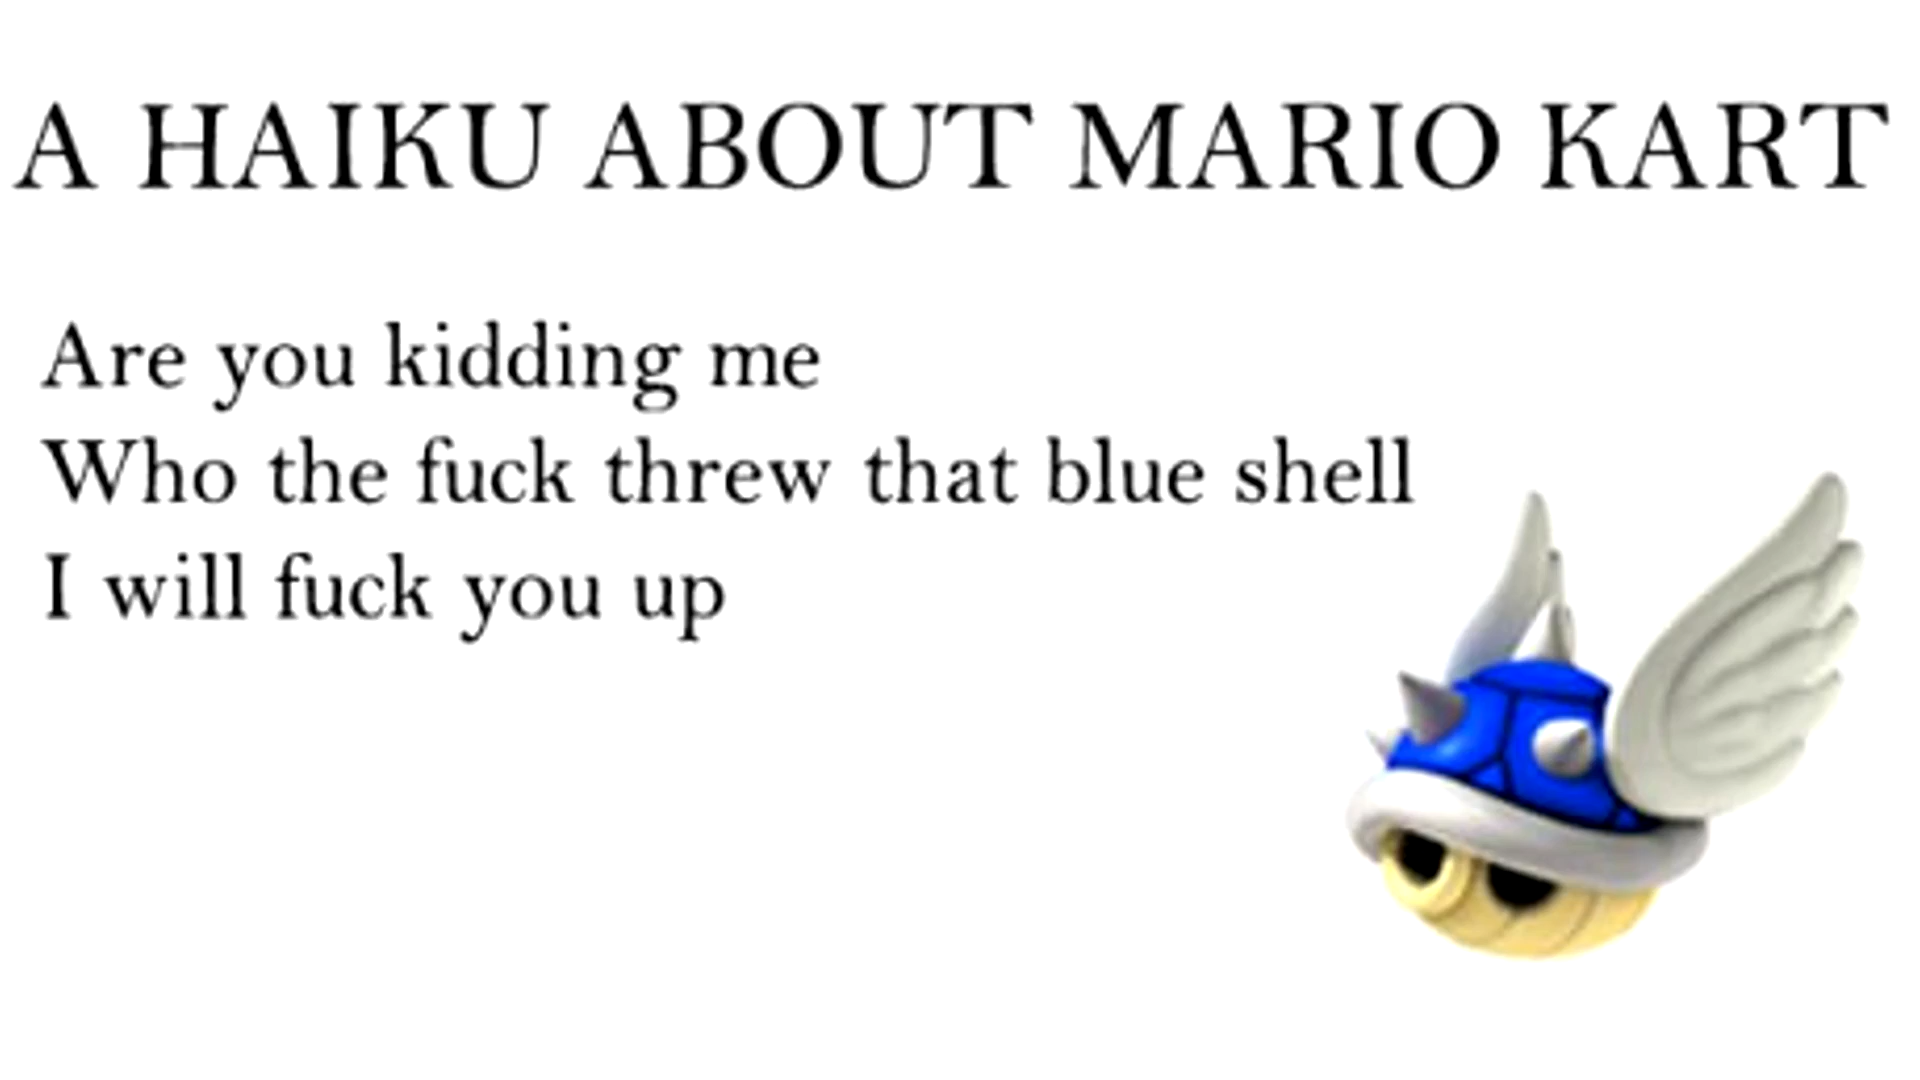 A HAIKU ABOUT MARIO KART
Are you kidding me
Who the fuck threw that blue shell
I will fuck you up